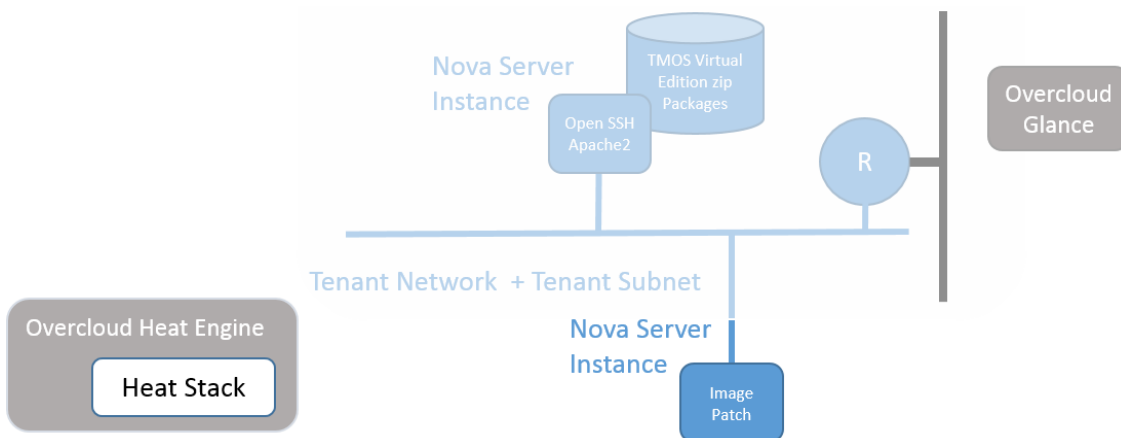 Nova Server
Instance
TMOS Virtual
Edition zip
Packages
Open SSH
Apache2
R
Overcloud
Glance
Tenant Network + Tenant Subnet
Overcloud Heat Engine
Heat Stack
Nova Server
Instance
Image
Patch